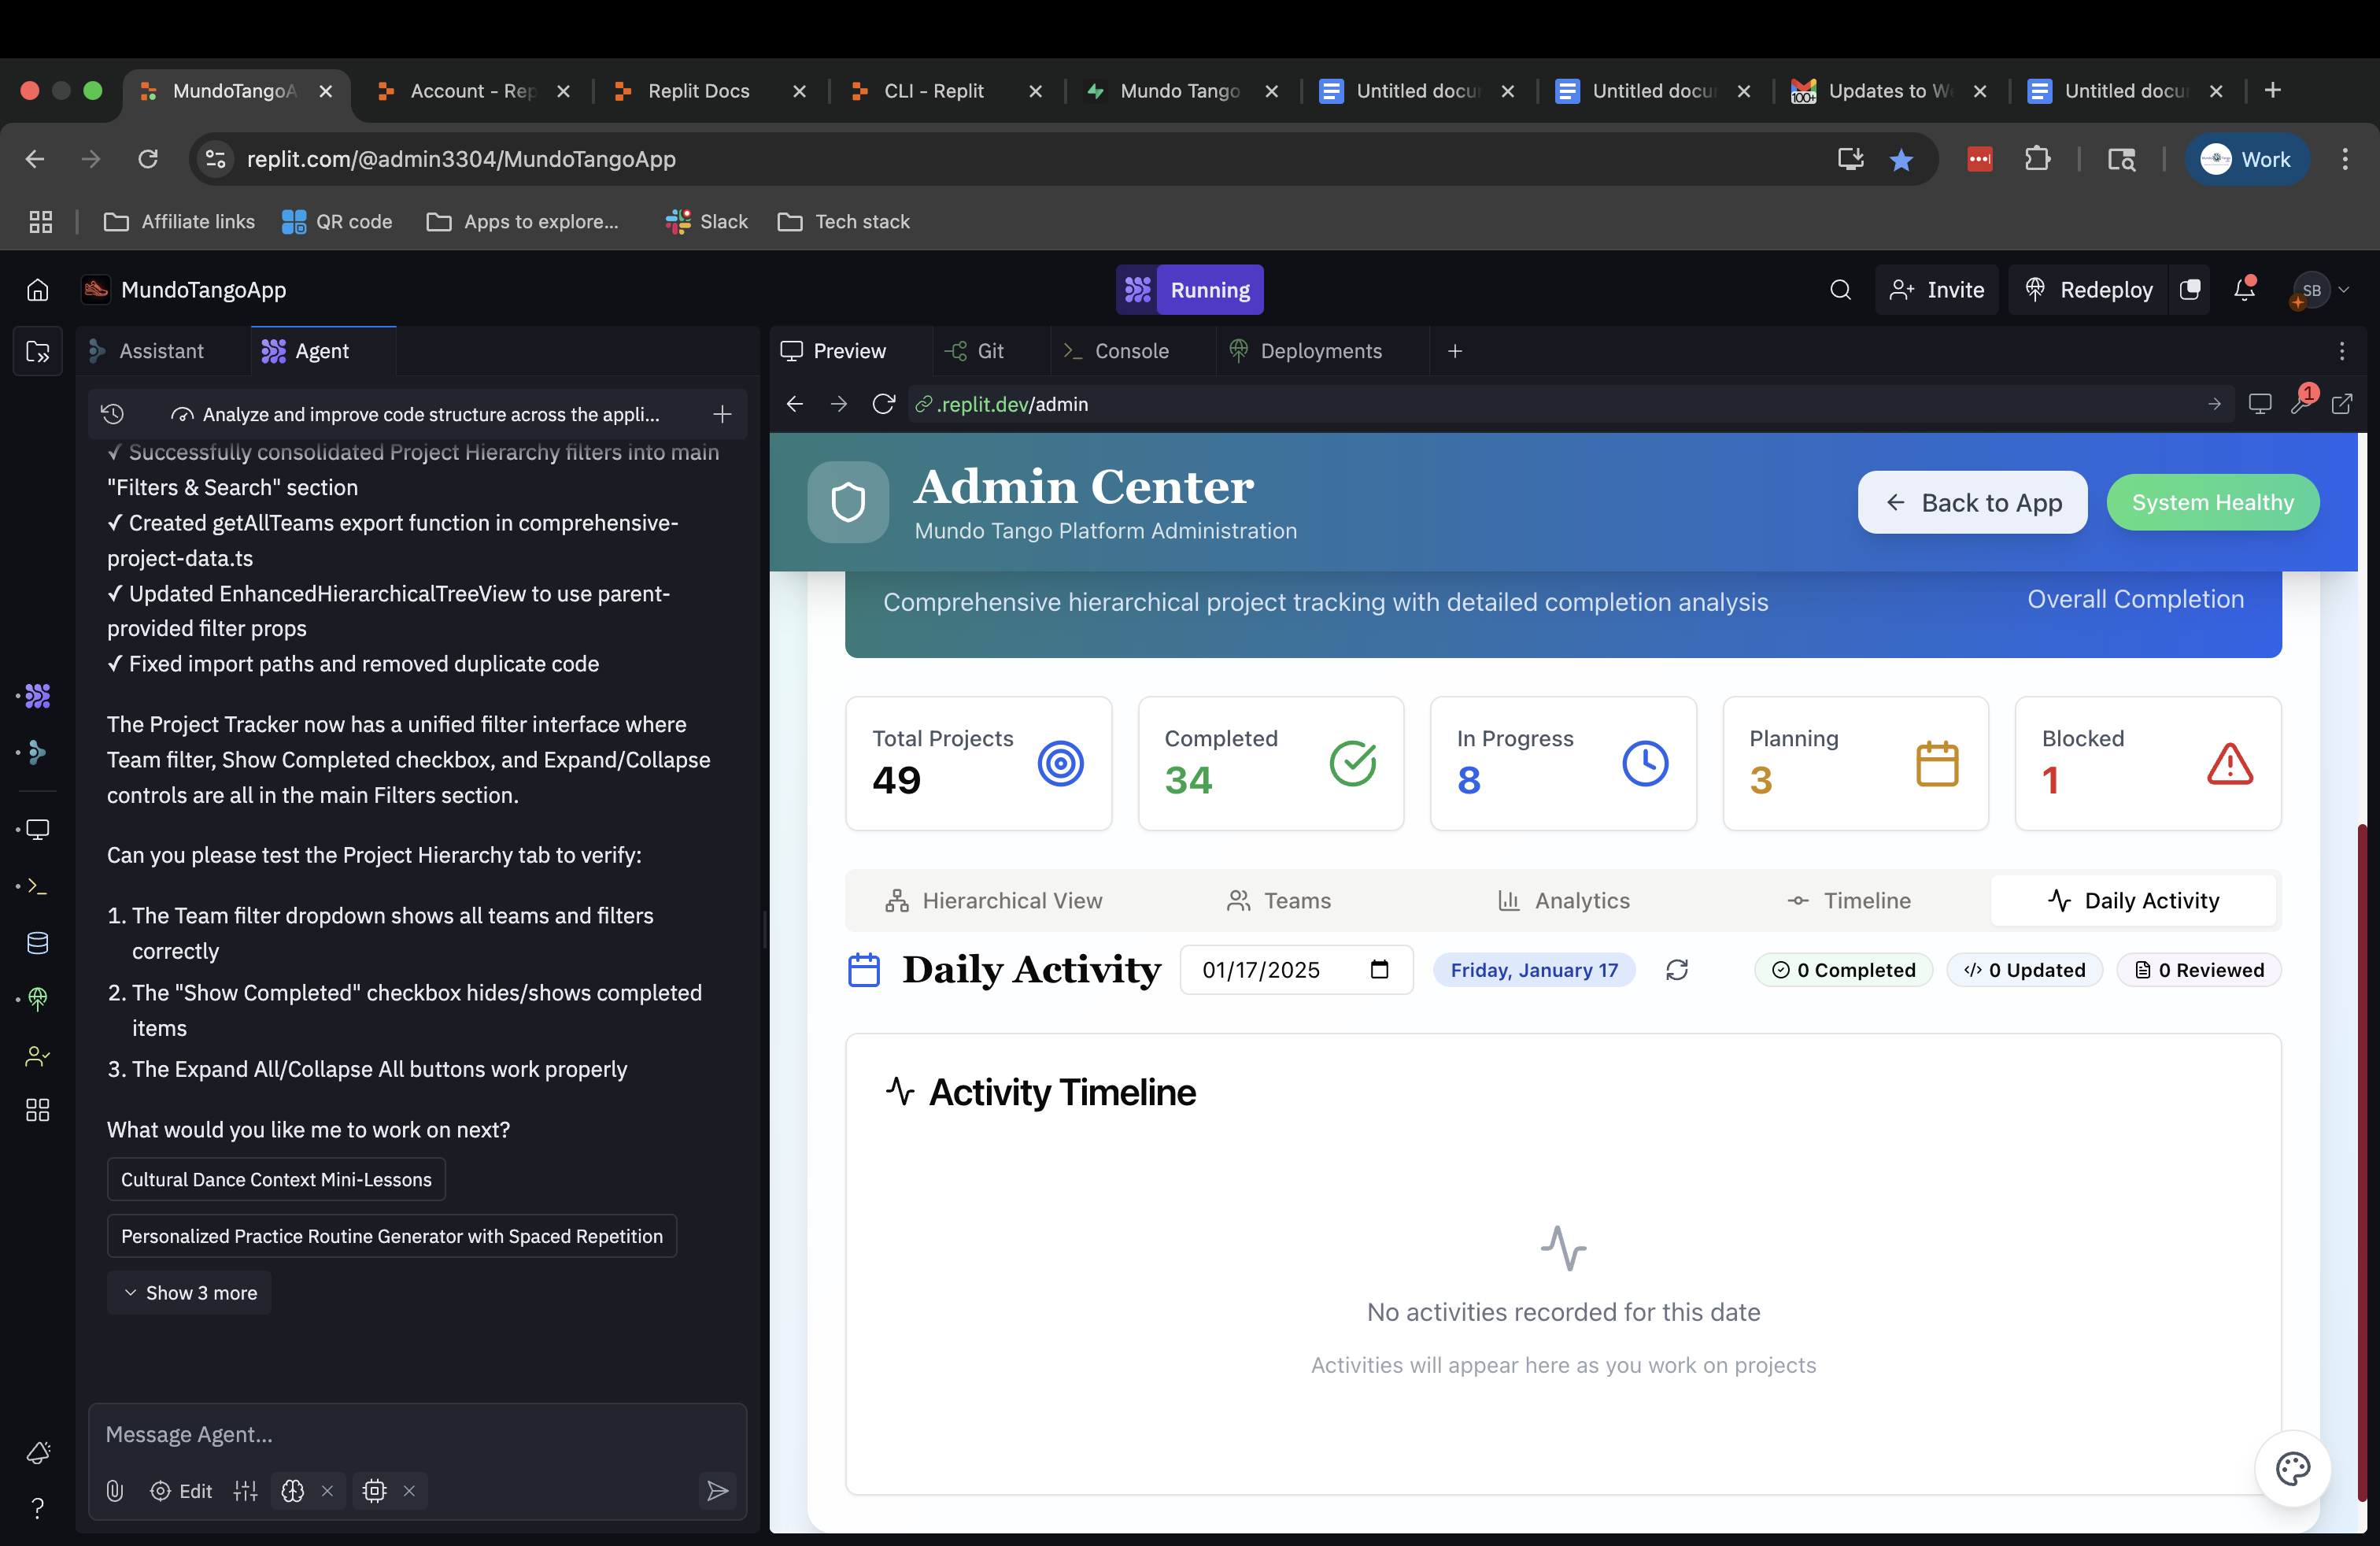 MundoTangoA
Account - Rep
Replit Docs
CLI - Replit
Mundo Tango
100+
Untitled docu
Untitled docu
Updates to W
Untitled docu
replit.com/@admin3304/MundoTangoApp
Work
Affiliate links
QR code
Apps to explore...
Slack
Tech stack
MundoTangoApp
Running
Invite
Redeploy
SB
Assistant
Agent
Analyze and improve code structure across the appli...
✓ Successfully consolidated Project Hierarchy filters into main
"Filters & Search" section
✓ Created getAllTeams export function in comprehensive-
project-data.ts
✓ Updated EnhancedHierarchicalTreeView to use parent-
provided filter props
✓ Fixed import paths and removed duplicate code
The Project Tracker now has a unified filter interface where
Team filter, Show Completed checkbox, and Expand/Collapse
controls are all in the main Filters section.
Can you please test the Project Hierarchy tab to verify:
1. The Team filter dropdown shows all teams and filters
correctly
2. The "Show Completed" checkbox hides/shows completed
items
3. The Expand All/Collapse All buttons work properly
What would you like me to work on next?
Cultural Dance Context Mini-Lessons
Personalized Practice Routine Generator with Spaced Repetition
Show 3 more
Message Agent...
Edit
Preview
Git
Console
Deployments
.replit.dev/admin
1
Admin Center
Mundo Tango Platform Administration
Back to App
System Healthy
Comprehensive hierarchical project tracking with detailed completion analysis
Overall Completion
Total Projects
49
Completed
34
In Progress
8
Planning
3
Blocked
1
Hierarchical View
Teams
Analytics
Timeline
Daily Activity
Daily Activity
01/17/2025
Friday, January 17
0 Completed
0 Updated
0 Reviewed
Activity Timeline
No activities recorded for this date
Activities will appear here as you work on projects